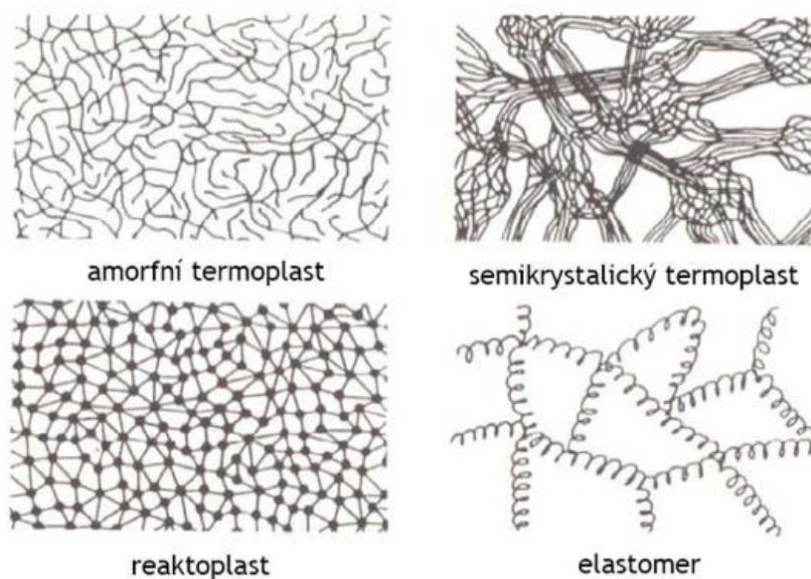 amorfní termoplast
semikrystalický termoplast
reaktoplast
elastomer